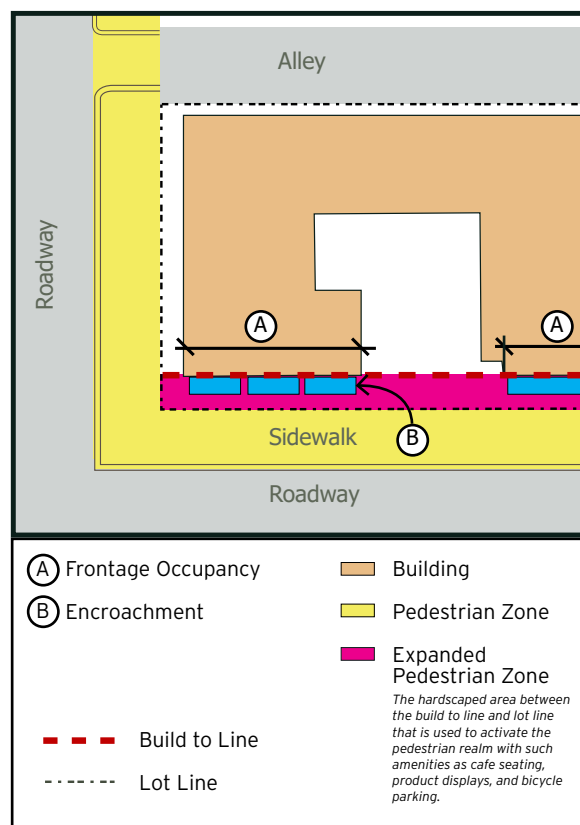 Alley
Roadway
A
A
B
Sidewalk
Roadway
A Frontage Occupancy
B Encroachment
Build to Line
Lot Line
Building
Pedestrian Zone
Expanded
Pedestrian Zone
The hardscaped area between
the build to line and lot line
that is used to activate the
pedestrian realm with such
amenities as cafe seating,
product displays, and bicycle
parking.